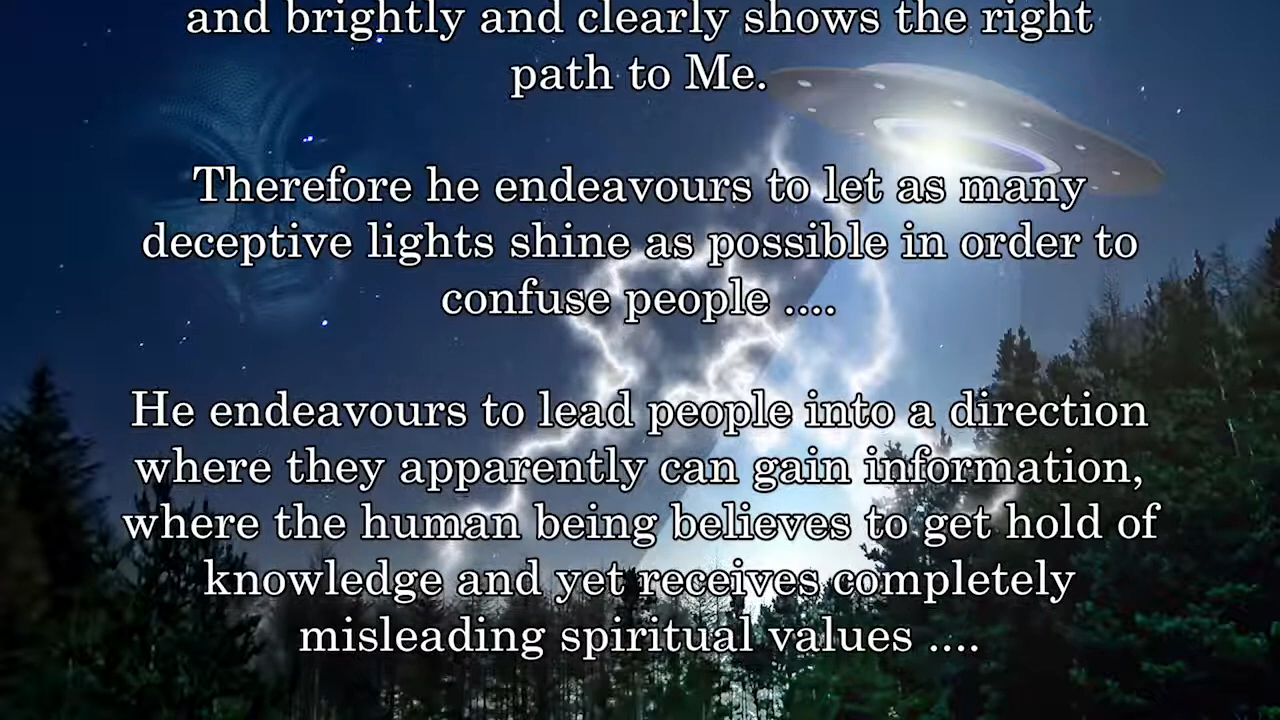 and brightly and clearly shows the right
path to Me.
Therefore he endeavours to let as many
deceptive lights shine as possible in order to
confuse people ....
He endeavours to lead people into a direction
where they apparently can gain information,
where the human being believes to get hold of
knowledge and yet receives completely
misleading spiritual values ....